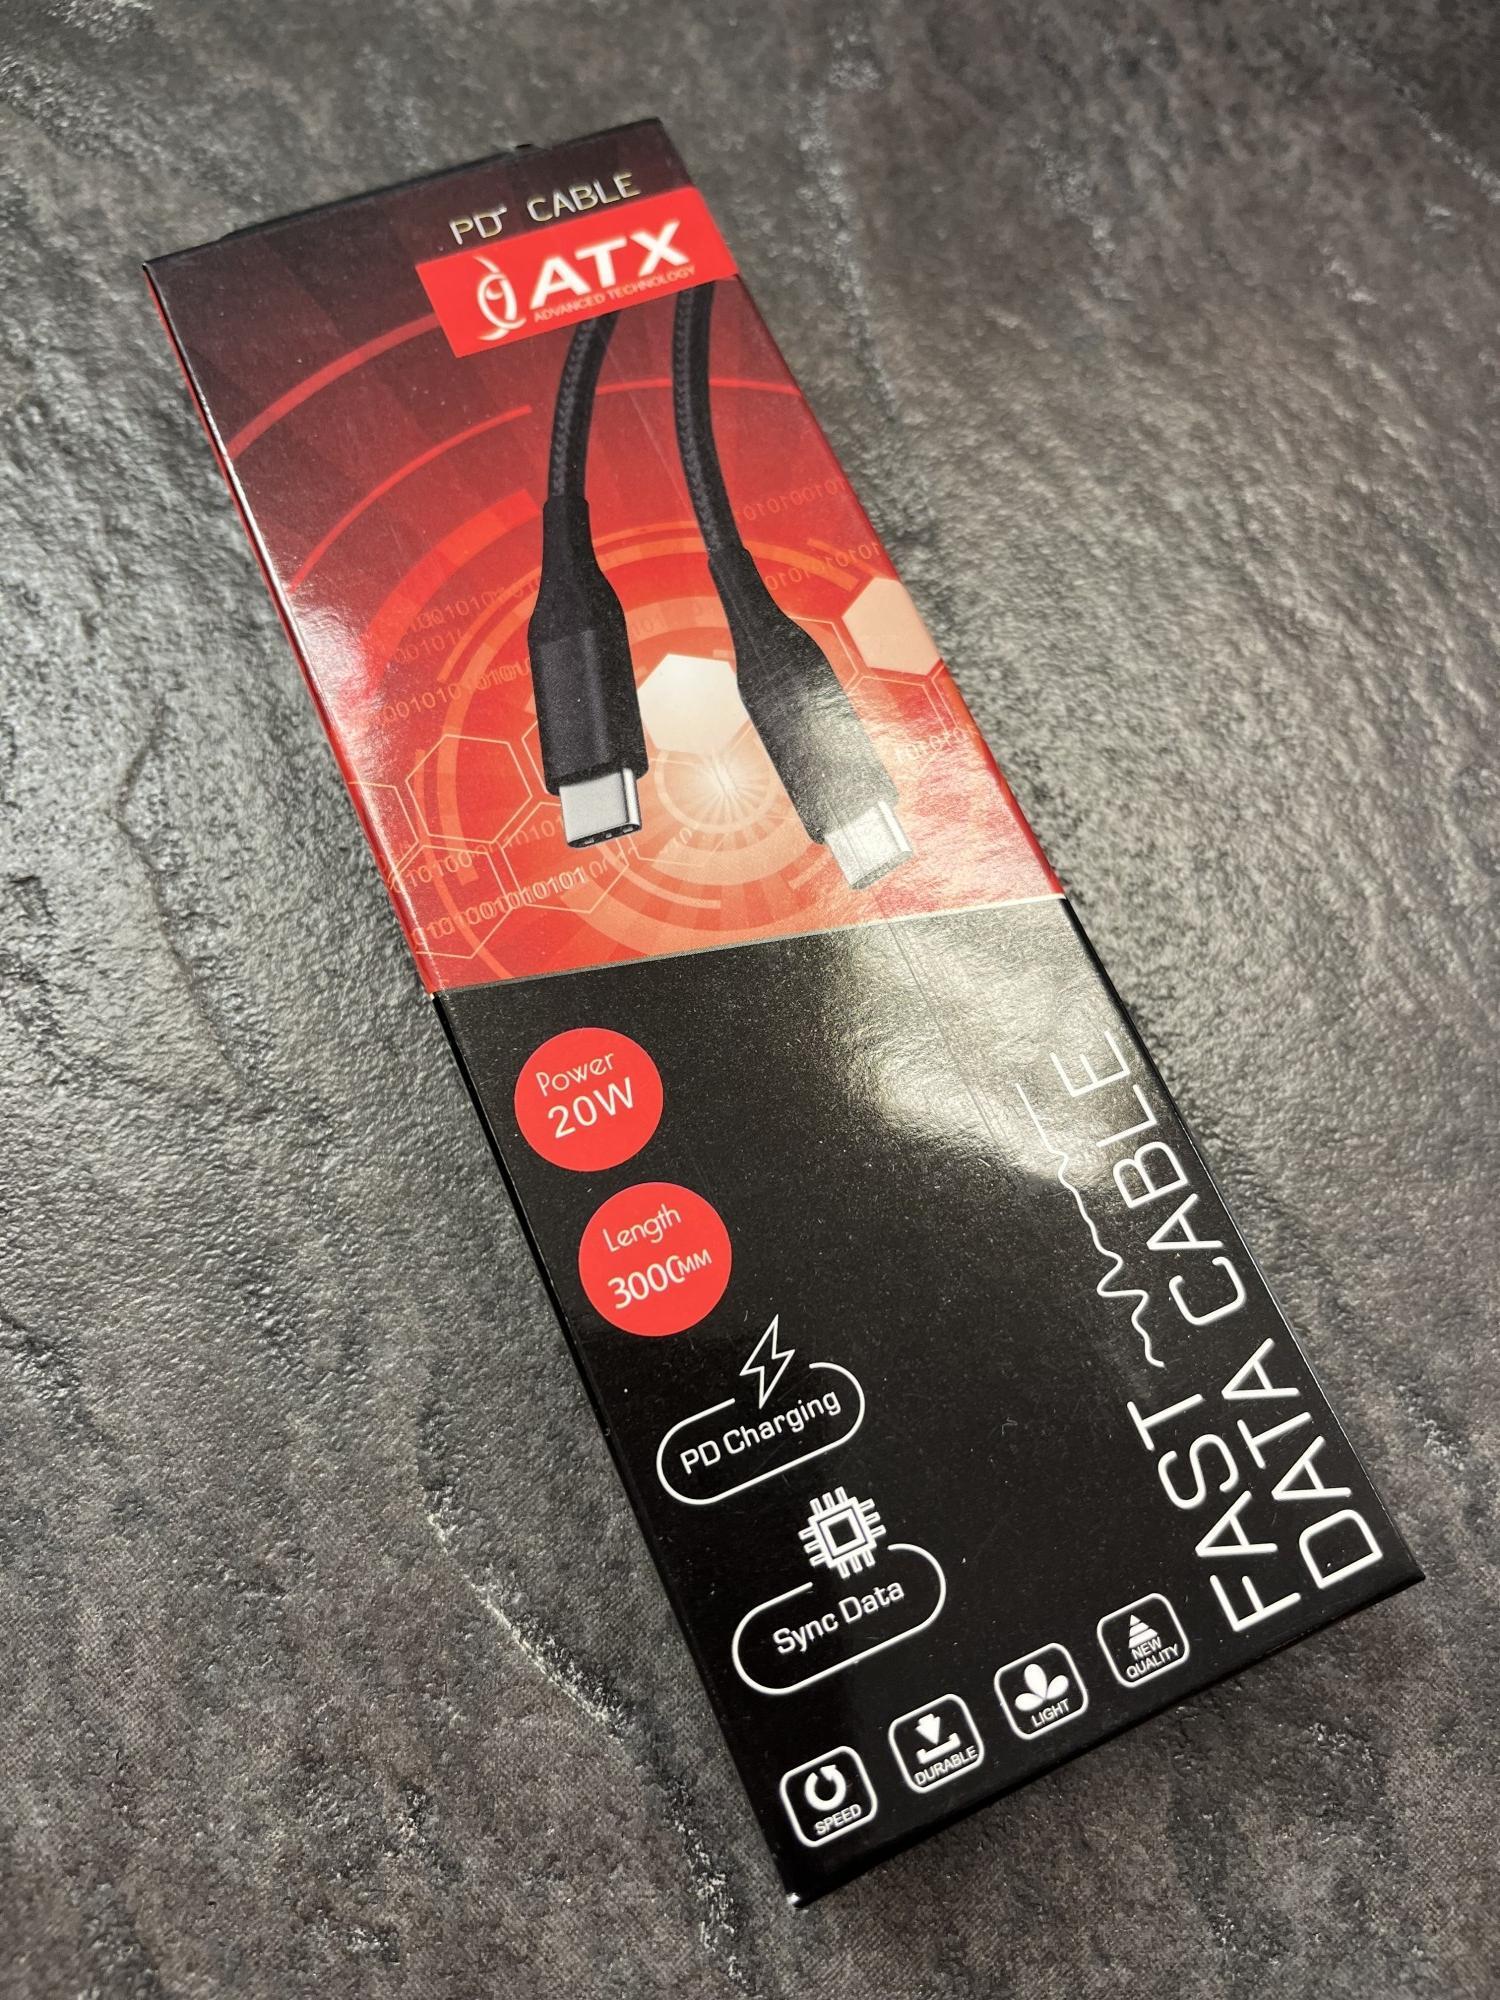 PD+ CABLE
ATX
ADVANCED TECHNOLOGY
Power
20W
Length
3000MM
PD Charging
Sync Data
FAST
DATA CABLE
DATA
SPEED
DURABLE
LIGHT
NEW
QUALITY